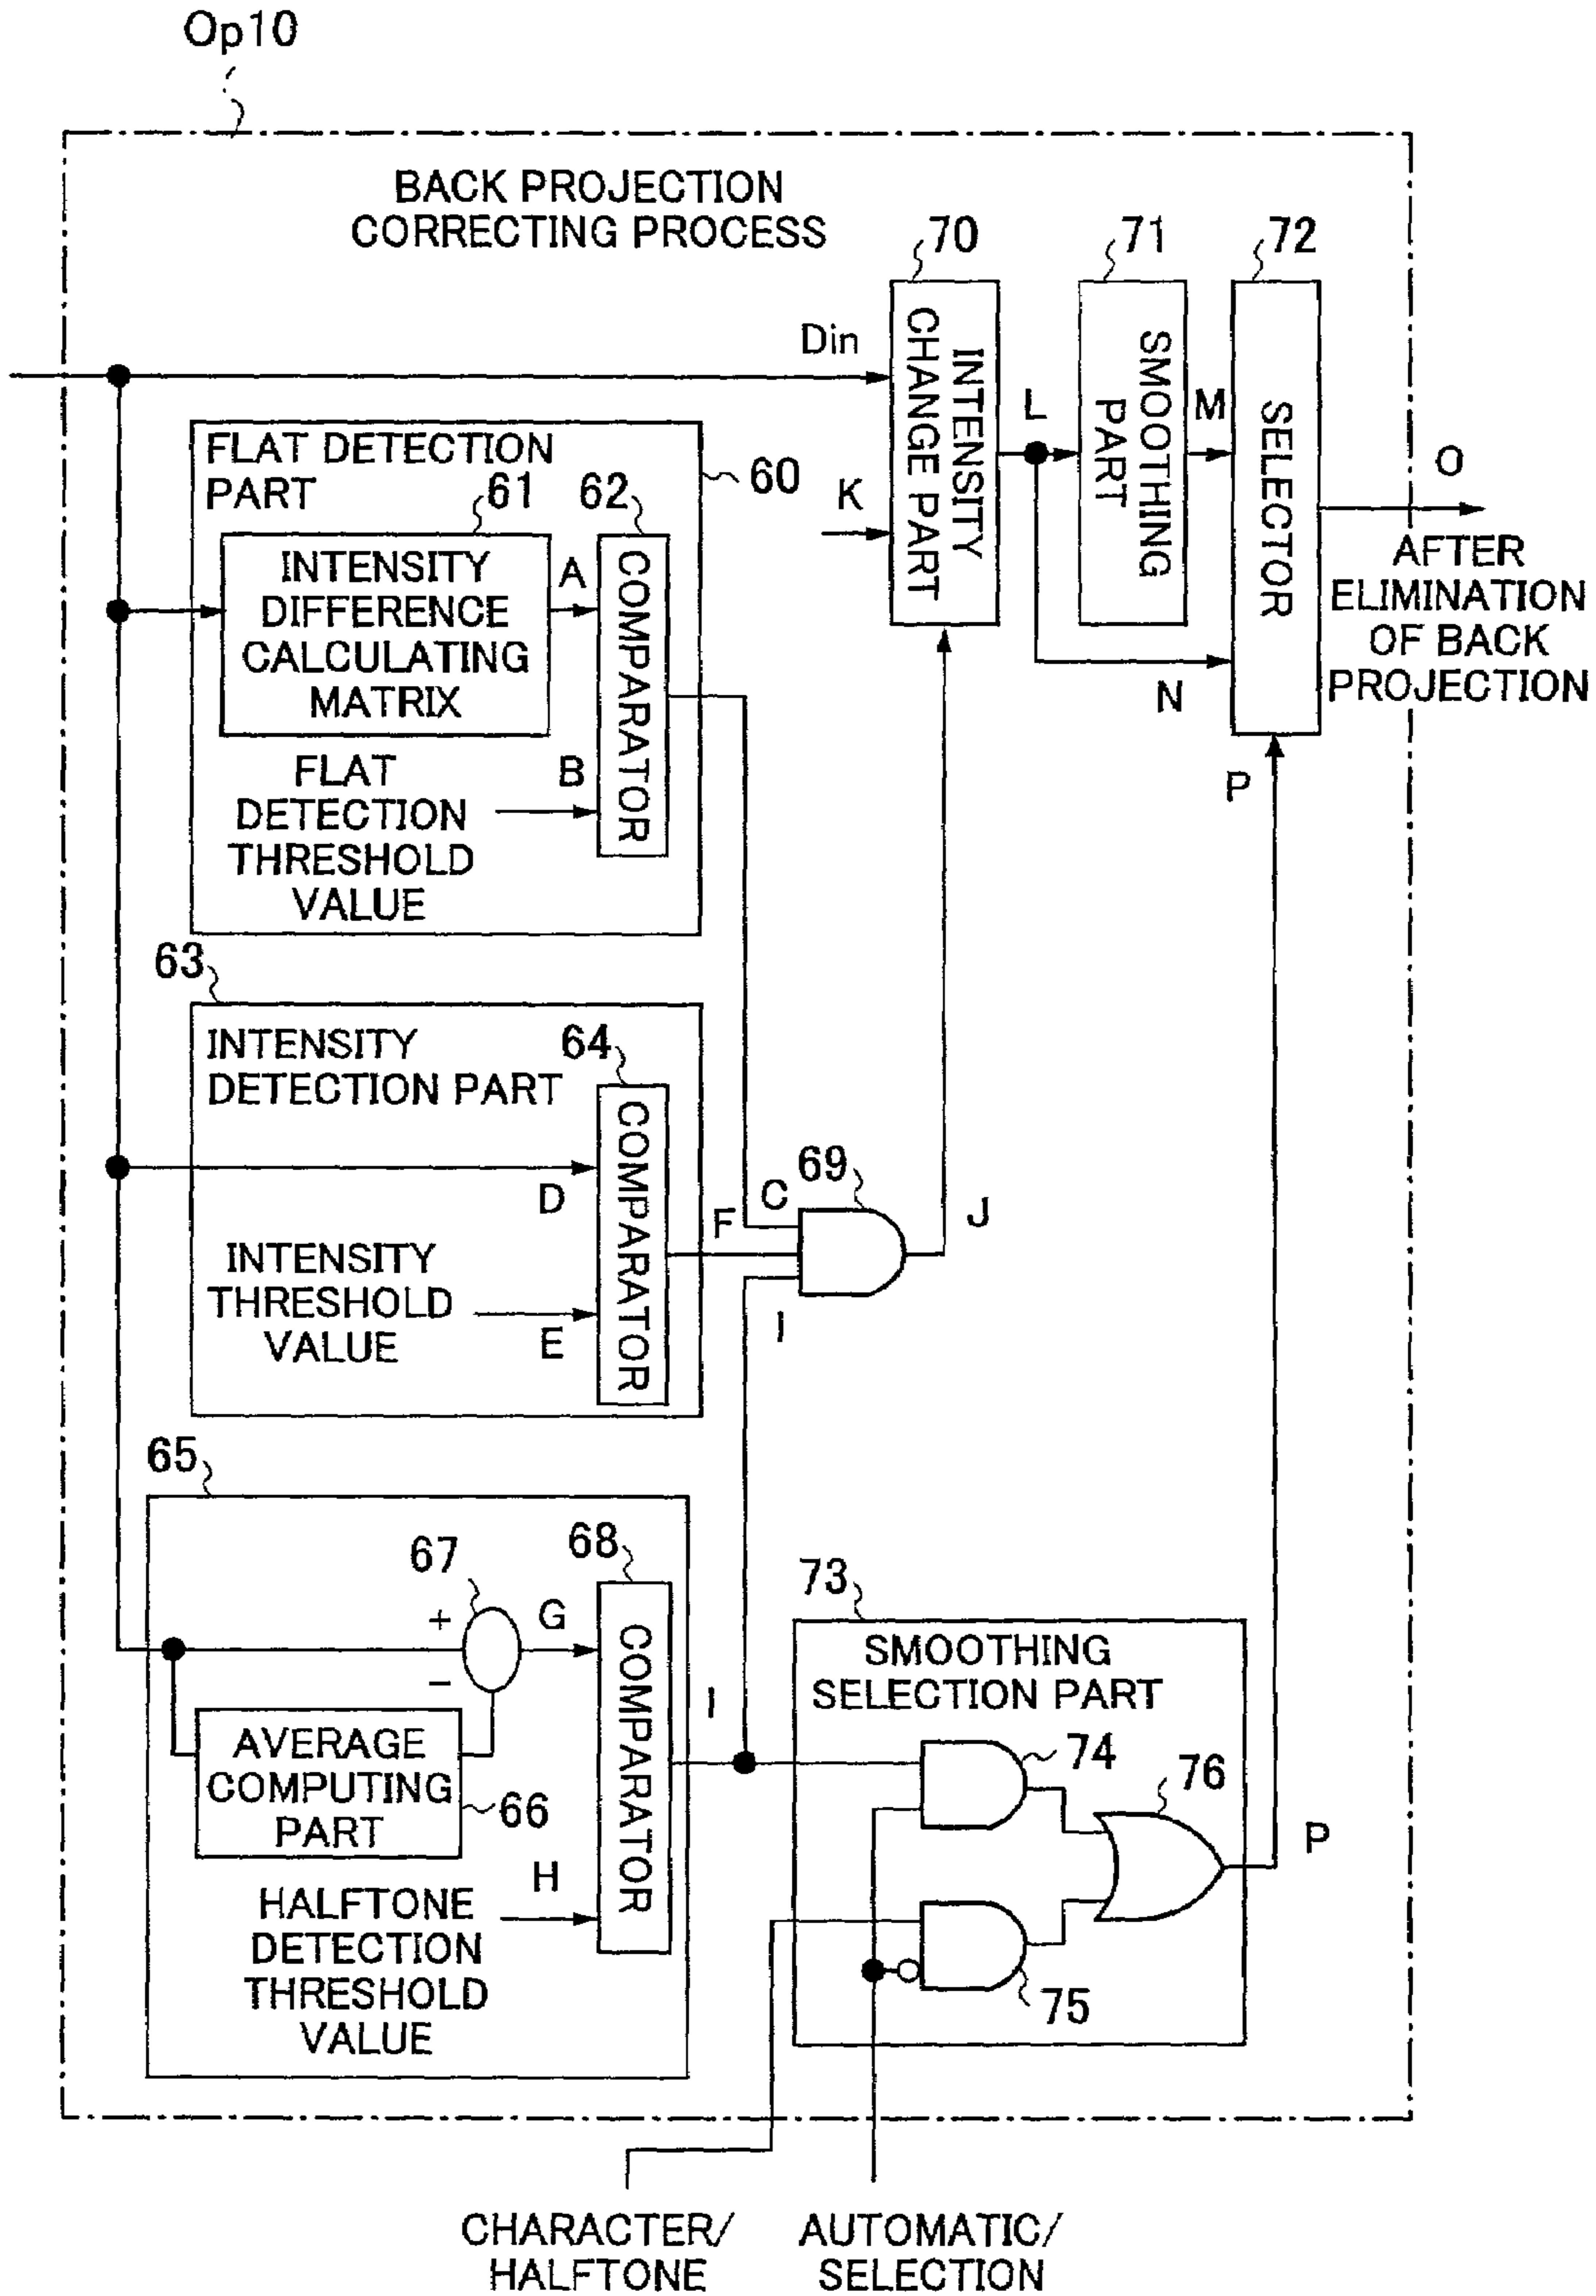 Op10
BACK PROJECTION
CORRECTING PROCESS
70
71
72
Din
INTENSITY
CHANGE PART
SMOOTHING
PART
SELECTOR
L
M
K
N
O
AFTER
ELIMINATION
OF BACK
PROJECTION
P
FLAT DETECTION
PART
60
61
62
INTENSITY
DIFFERENCE
CALCULATING
MATRIX
A
COMPARATOR
FLAT
DETECTION
THRESHOLD
VALUE
B
63
INTENSITY
DETECTION PART
64
COMPARATOR
D
INTENSITY
THRESHOLD
VALUE
E
F
C
69
I
J
65
67
68
+
−
G
COMPARATOR
AVERAGE
COMPUTING
PART
66
H
HALFTONE
DETECTION
THRESHOLD
VALUE
I
73
SMOOTHING
SELECTION PART
74
76
75
P
CHARACTER/
HALFTONE
AUTOMATIC/
SELECTION